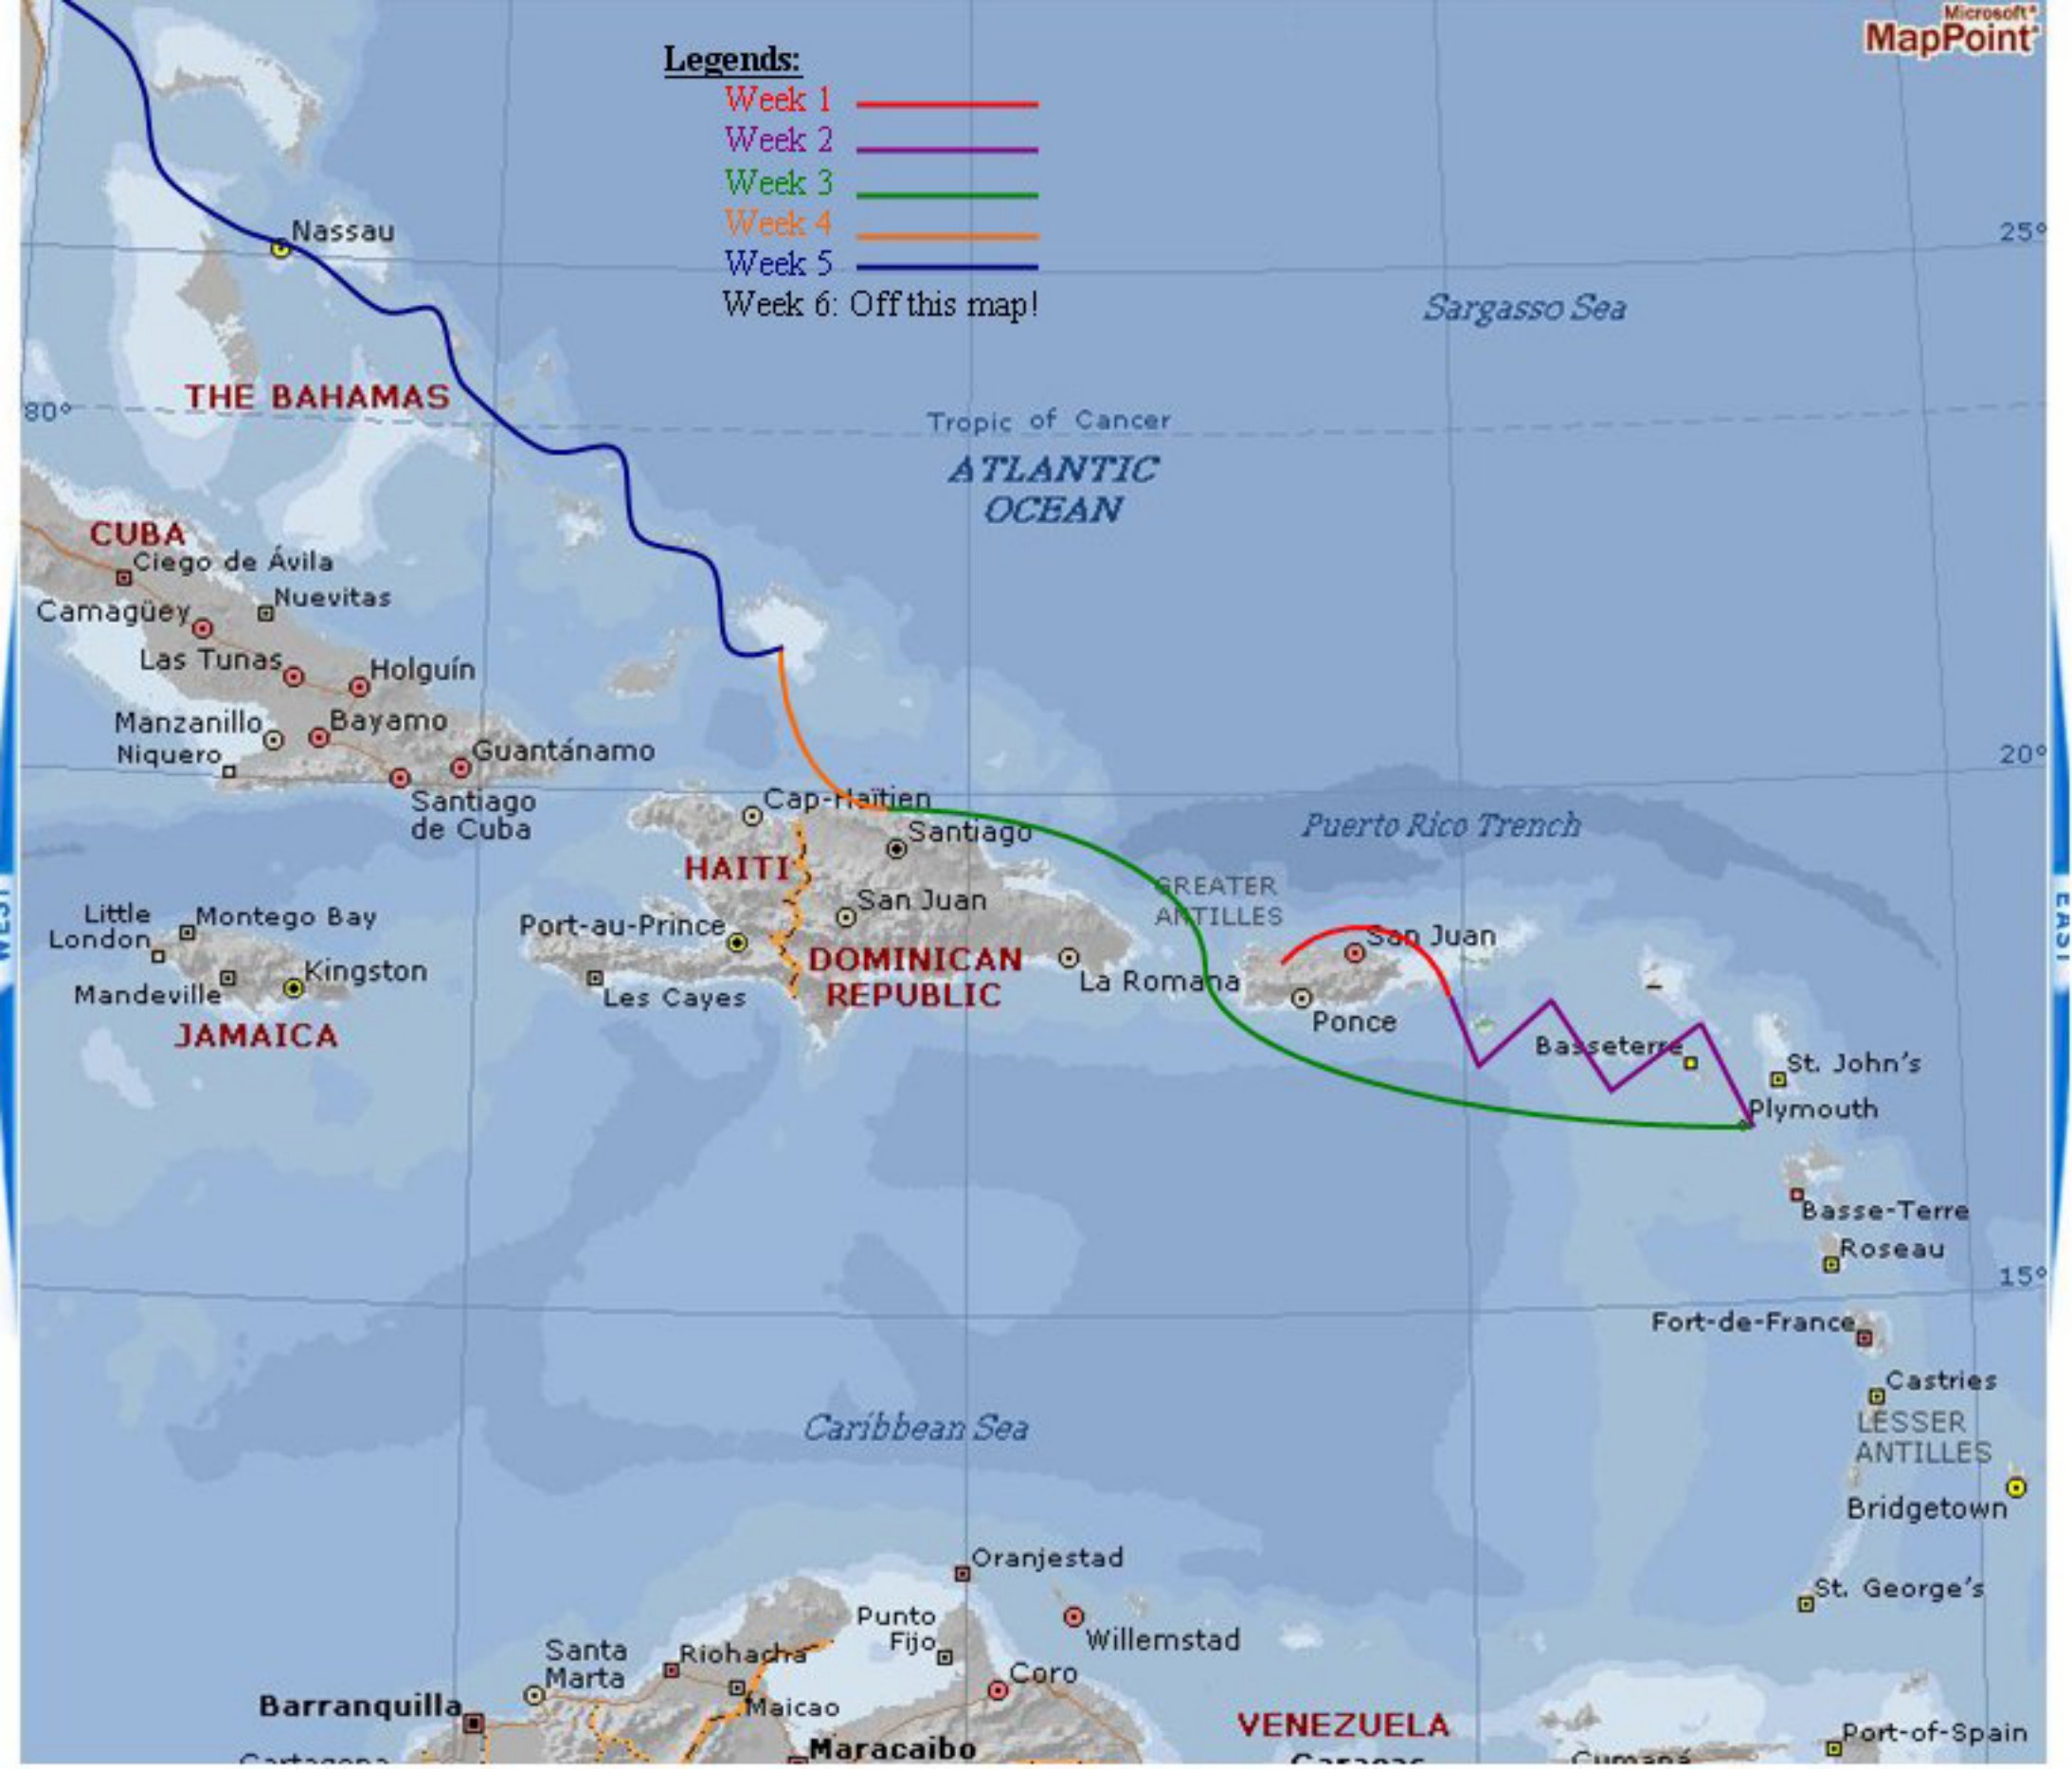 Microsoft®
MapPoint®
Legends:
Week 1
Week 2
Week 3
Week 4
Week 5
Week 6: Off this map!
Nassau
25°
Sargasso Sea
THE BAHAMAS
80°
Tropic of Cancer
ATLANTIC
OCEAN
CUBA
Ciego de Ávila
Nuevitas
Camagüey
Las Tunas
Holguín
Manzanillo
Bayamo
Niquero
Guantánamo
20°
Santiago
de Cuba
Cap-Haïtien
Santiago
Puerto Rico Trench
HAITI
GREATER
ANTILLES
San Juan
Little
London
Montego Bay
Port-au-Prince
San Juan
WEST
EAST
DOMINICAN
REPUBLIC
La Romana
Kingston
Mandeville
Les Cayes
Ponce
JAMAICA
Basseterre
St. John's
Plymouth
Basse-Terre
Roseau
15°
Fort-de-France
Castries
LESSER
ANTILLES
Caribbean Sea
Bridgetown
Oranjestad
St. George's
Punto
Fijo
Willemstad
Santa
Marta
Riohacha
Coro
Barranquilla
Maicao
VENEZUELA
Port-of-Spain
Maracaibo
Cartagena
Caracas
Cumaná